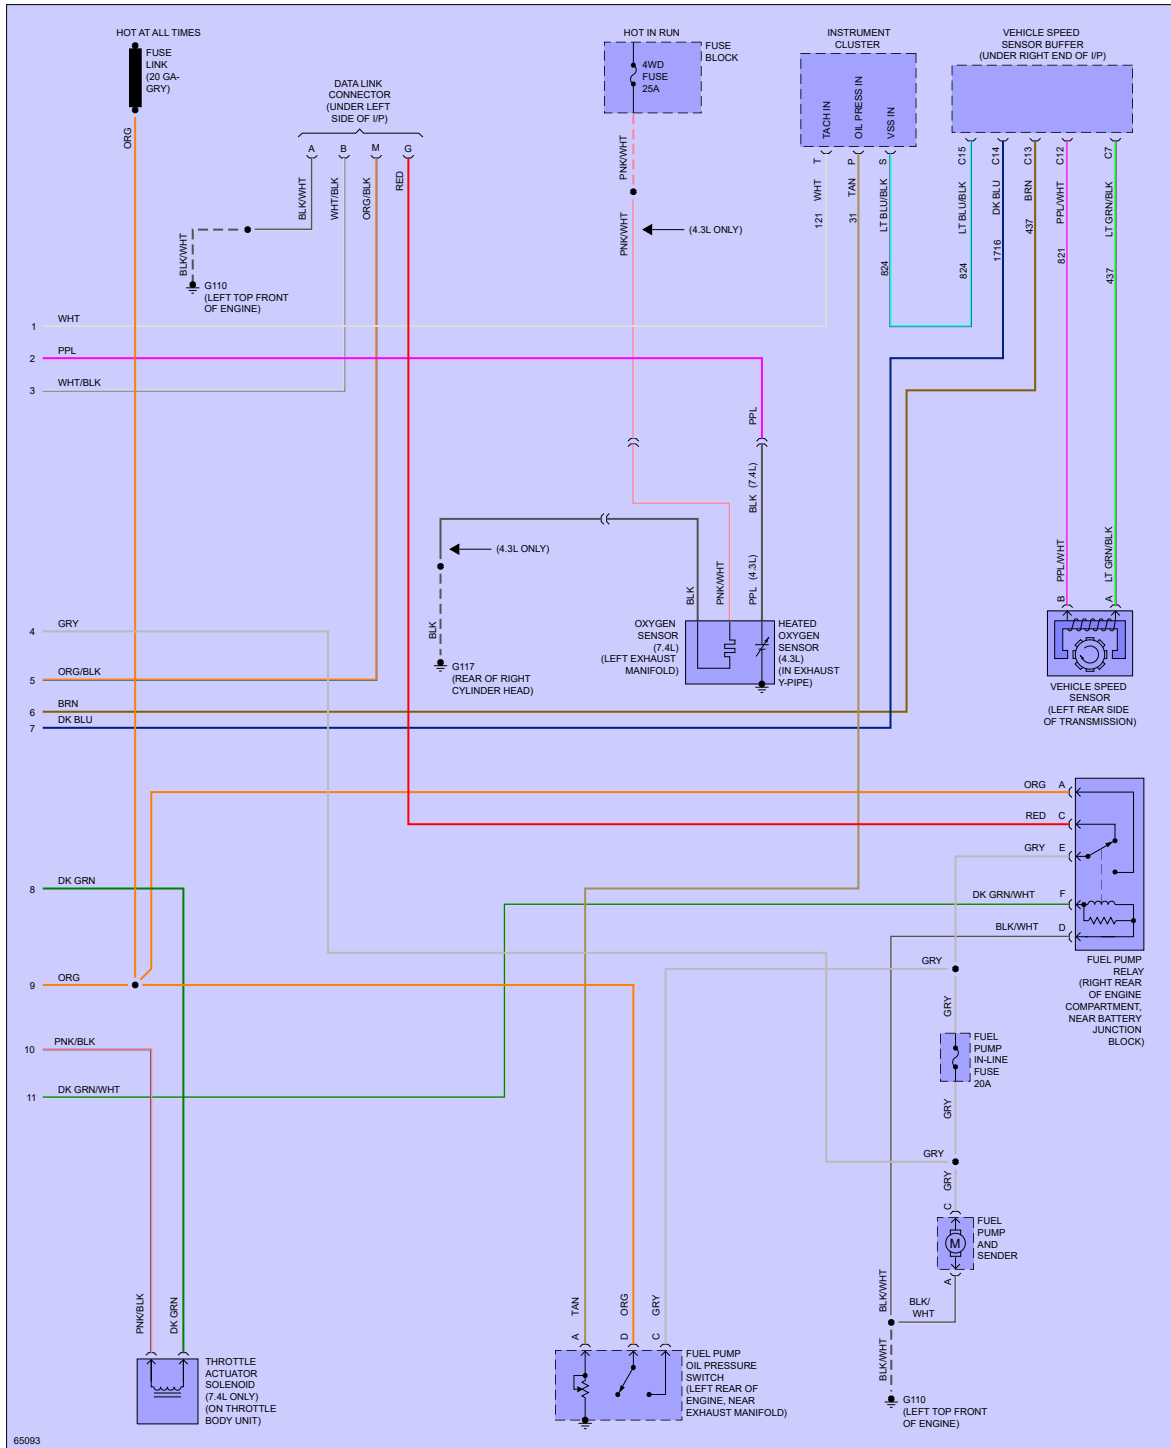 HOT AT ALL TIMES
FUSE
LINK
(20 GA-
GRY)
ORG
DATA LINK
CONNECTOR
(UNDER LEFT
SIDE OF I/P)
A
B
M
G
BLK/WHT
WHT/BLK
ORG/BLK
RED
BLK/WHT
G110
(LEFT TOP FRONT
OF ENGINE)
HOT IN RUN
FUSE
BLOCK
4WD
FUSE
25A
PNK/WHT
PNK/WHT
(4.3L ONLY)
INSTRUMENT
CLUSTER
TACH IN
OIL PRESS IN
VSS IN
T
P
S
121 WHT
31 TAN
824 LT BLU/BLK
VEHICLE SPEED
SENSOR BUFFER
(UNDER RIGHT END OF I/P)
C15
C14
C13
C12
C7
824 LT BLU/BLK
1716 DK BLU
437 BRN
821 PPL/WHT
437 LT GRN/BLK
1 WHT
2 PPL
3 WHT/BLK
PPL
BLK (7.4L)
PPL (4.3L)
(4.3L ONLY)
BLK
PNK/WHT
BLK
G117
(REAR OF RIGHT
CYLINDER HEAD)
OXYGEN
SENSOR
(7.4L)
(LEFT EXHAUST
MANIFOLD)
HEATED
OXYGEN
SENSOR
(4.3L)
(IN EXHAUST
Y-PIPE)
PPL/WHT
LT GRN/BLK
B
A
VEHICLE SPEED
SENSOR
(LEFT REAR SIDE
OF TRANSMISSION)
4 GRY
5 ORG/BLK
6 BRN
7 DK BLU
ORG A
RED C
GRY E
DK GRN/WHT F
BLK/WHT D
FUEL PUMP
RELAY
(RIGHT REAR
OF ENGINE
COMPARTMENT,
NEAR BATTERY
JUNCTION
BLOCK)
8 DK GRN
9 ORG
10 PNK/BLK
11 DK GRN/WHT
GRY
GRY
FUEL
PUMP
IN-LINE
FUSE
20A
GRY
GRY
GRY
C
M
FUEL
PUMP
AND
SENDER
A
BLK/
WHT
BLK/WHT
BLK/WHT
G110
(LEFT TOP FRONT
OF ENGINE)
PNK/BLK
DK GRN
THROTTLE
ACTUATOR
SOLENOID
(7.4L ONLY)
(ON THROTTLE
BODY UNIT)
A TAN
D ORG
C GRY
FUEL PUMP
OIL PRESSURE
SWITCH
(LEFT REAR OF
ENGINE, NEAR
EXHAUST MANIFOLD)
65093